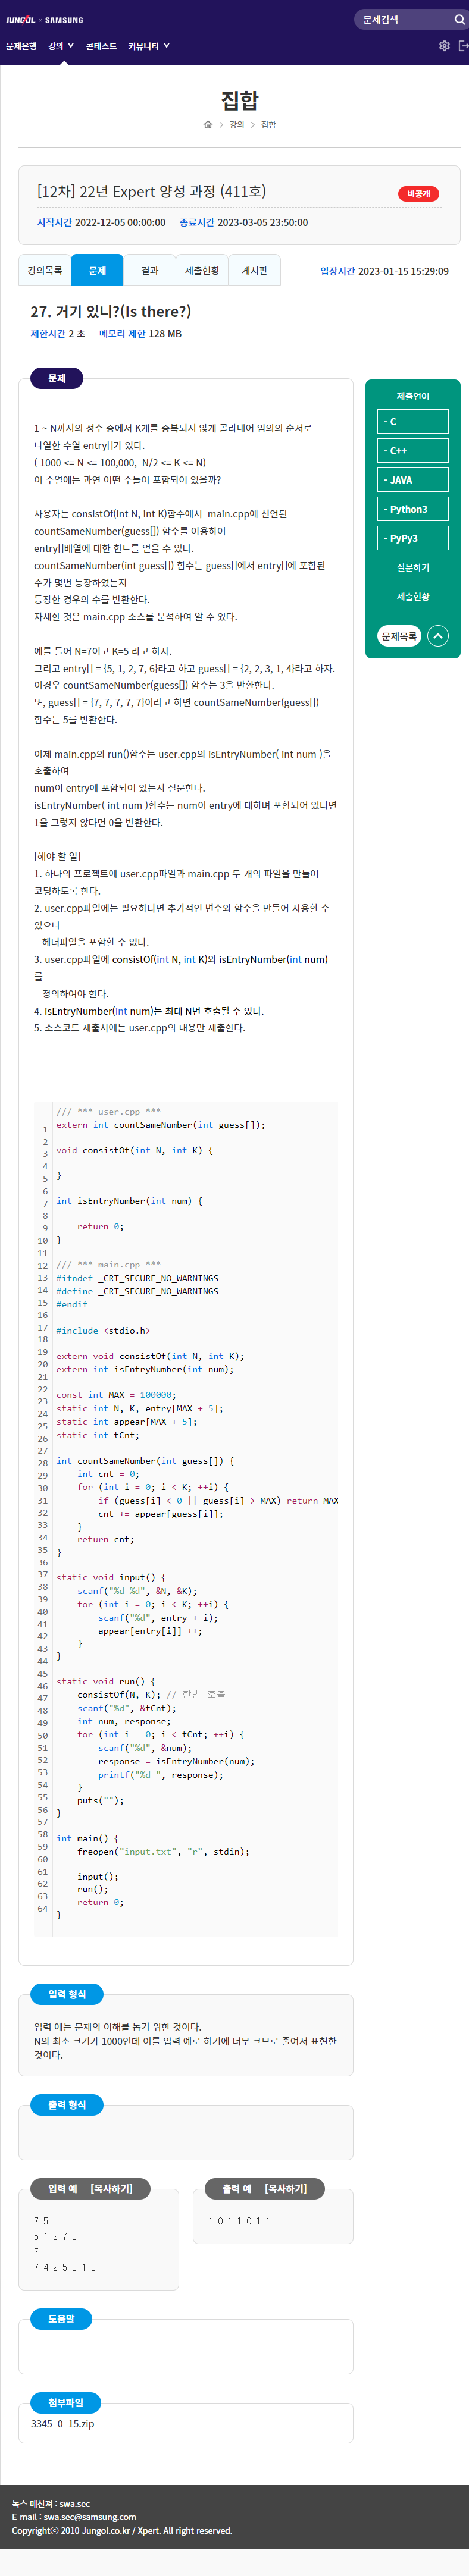 JUNGOL × SAMSUNG
문제검색
문제은행 강의 콘테스트 커뮤니티
집합
강의 집합
[12차] 22년 Expert 양성 과정 (411호)
비공개
시작시간 2022-12-05 00:00:00 종료시간 2023-03-05 23:50:00
강의목록 문제 결과 제출현황 게시판
입장시간 2023-01-15 15:29:09
27. 거기 있니?(Is there?)
제한시간 2 초 메모리 제한 128 MB
문제
1 ~ N까지의 정수 중에서 K개를 중복되지 않게 골라내어 임의의 순서로
나열한 수열 entry[]가 있다.
( 1000 <= N <= 100,000, N/2 <= K <= N)
이 수열에는 과연 어떤 수들이 포함되어 있을까?
사용자는 consistOf(int N, int K)함수에서 main.cpp에 선언된
countSameNumber(guess[]) 함수를 이용하여
entry[]배열에 대한 힌트를 얻을 수 있다.
countSameNumber(int guess[]) 함수는 guess[]에서 entry[]에 포함된
수가 몇번 등장하였는지
등장한 경우의 수를 반환한다.
자세한 것은 main.cpp 소스를 분석하여 알 수 있다.
예를 들어 N=7이고 K=5 라고 하자.
그리고 entry[] = {5, 1, 2, 7, 6}라고 하고 guess[] = {2, 2, 3, 1, 4}라고 하자.
이경우 countSameNumber(guess[]) 함수는 3을 반환한다.
또, guess[] = {7, 7, 7, 7, 7}이라고 하면 countSameNumber(guess[])
함수는 5를 반환한다.
이제 main.cpp의 run()함수는 user.cpp의 isEntryNumber( int num )을
호출하여
num이 entry에 포함되어 있는지 질문한다.
isEntryNumber( int num )함수는 num이 entry에 대하며 포함되어 있다면
1을 그렇지 않다면 0을 반환한다.
[해야 할 일]
1. 하나의 프로젝트에 user.cpp파일과 main.cpp 두 개의 파일을 만들어
코딩하도록 한다.
2. user.cpp파일에는 필요하다면 추가적인 변수와 함수을 만들어 사용할 수
있으나
헤더파일을 포함할 수 없다.
3. user.cpp파일에 consistOf(int N, int K)와 isEntryNumber(int num)
를
정의하여야 한다.
4. isEntryNumber(int num)는 최대 N번 호출될 수 있다.
5. 소스코드 제출시에는 user.cpp의 내용만 제출한다.
제출언어
- C
- C++
- JAVA
- Python3
- PyPy3
질문하기
제출현황
문제목록
1
2
3
4
5
6
7
8
9
10
11
12
13
14
15
16
17
18
19
20
21
22
23
24
25
26
27
28
29
30
31
32
33
34
35
36
37
38
39
40
41
42
43
44
45
46
47
48
49
50
51
52
53
54
55
56
57
58
59
60
61
62
63
64
/// *** user.cpp ***
extern int countSameNumber(int guess[]);
void consistOf(int N, int K) {
}
int isEntryNumber(int num) {
return 0;
}
/// *** main.cpp ***
#ifndef _CRT_SECURE_NO_WARNINGS
#define _CRT_SECURE_NO_WARNINGS
#endif
#include <stdio.h>
extern void consistOf(int N, int K);
extern int isEntryNumber(int num);
const int MAX = 100000;
static int N, K, entry[MAX + 5];
static int appear[MAX + 5];
static int tCnt;
int countSameNumber(int guess[]) {
int cnt = 0;
for (int i = 0; i < K; ++i) {
if (guess[i] < 0 || guess[i] > MAX) return MAX
cnt += appear[guess[i]];
}
return cnt;
}
static void input() {
scanf("%d %d", &N, &K);
for (int i = 0; i < K; ++i) {
scanf("%d", entry + i);
appear[entry[i]] ++;
}
}
static void run() {
consistOf(N, K); // 한번 호출
scanf("%d", &tCnt);
int num, response;
for (int i = 0; i < tCnt; ++i) {
scanf("%d", &num);
response = isEntryNumber(num);
printf("%d ", response);
}
puts("");
}
int main() {
freopen("input.txt", "r", stdin);
input();
run();
return 0;
}
입력 형식
입력 예는 문제의 이해를 돕기 위한 것이다.
N의 최소 크기가 1000인데 이를 입력 예로 하기에 너무 크므로 줄여서 표현한
것이다.
출력 형식
입력 예 [복사하기]
7 5
5 1 2 7 6
7
7 4 2 5 3 1 6
출력 예 [복사하기]
1 0 1 1 0 1 1
도움말
첨부파일
3345_0_15.zip
녹스 메신져 : swa.sec
E-mail : swa.sec@samsung.com
Copyrightⓒ 2010 Jungol.co.kr / Xpert. All right reserved.